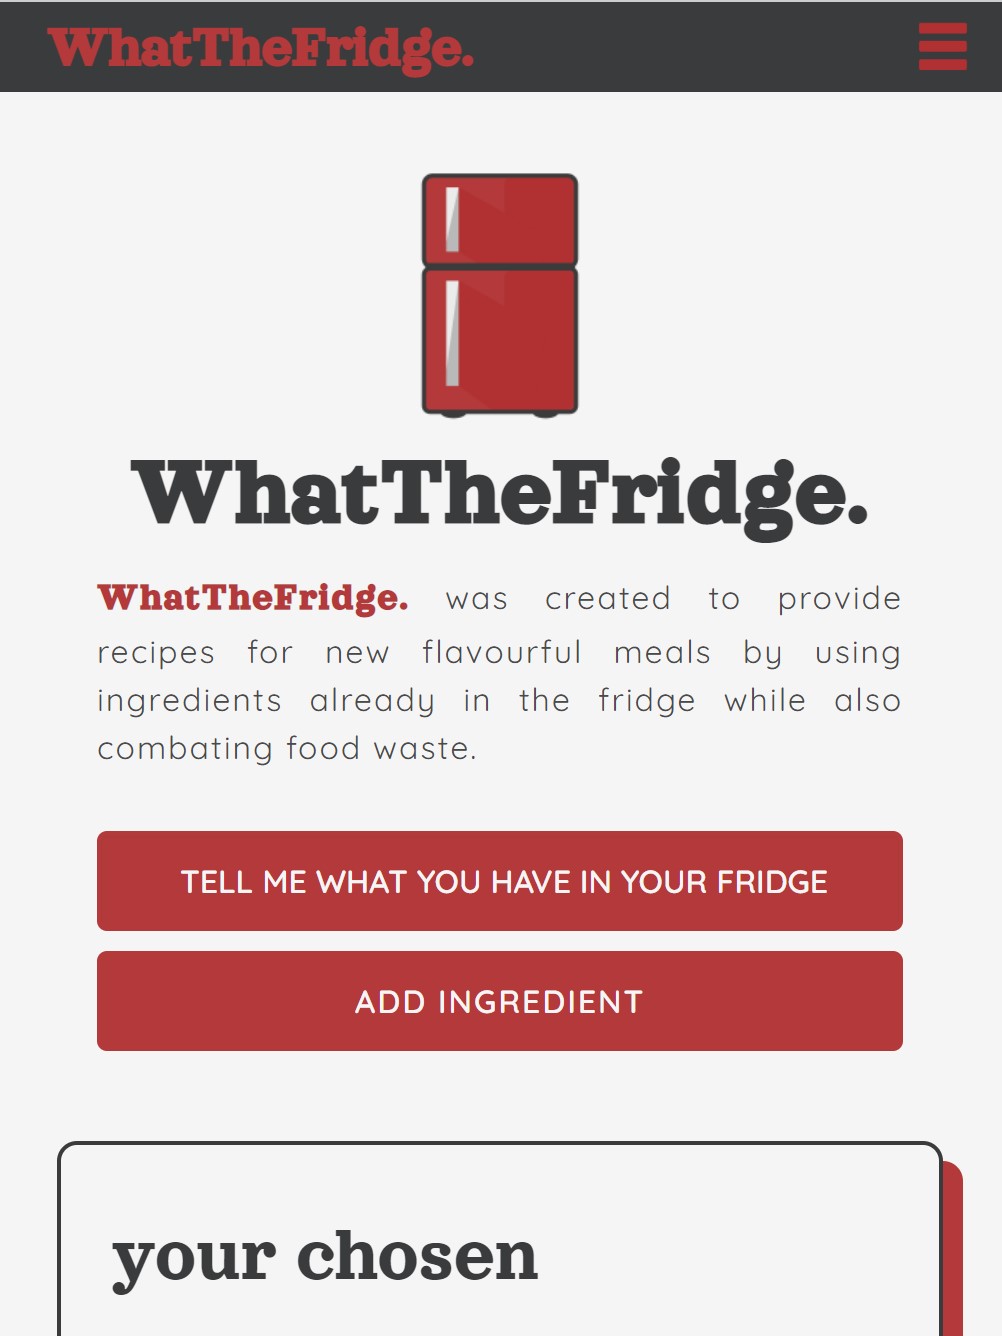 WhatTheFridge.
WhatTheFridge.
WhatTheFridge. was created to provide
recipes for new flavourful meals by using
ingredients already in the fridge while also
combating food waste.
TELL ME WHAT YOU HAVE IN YOUR FRIDGE
ADD INGREDIENT
your chosen